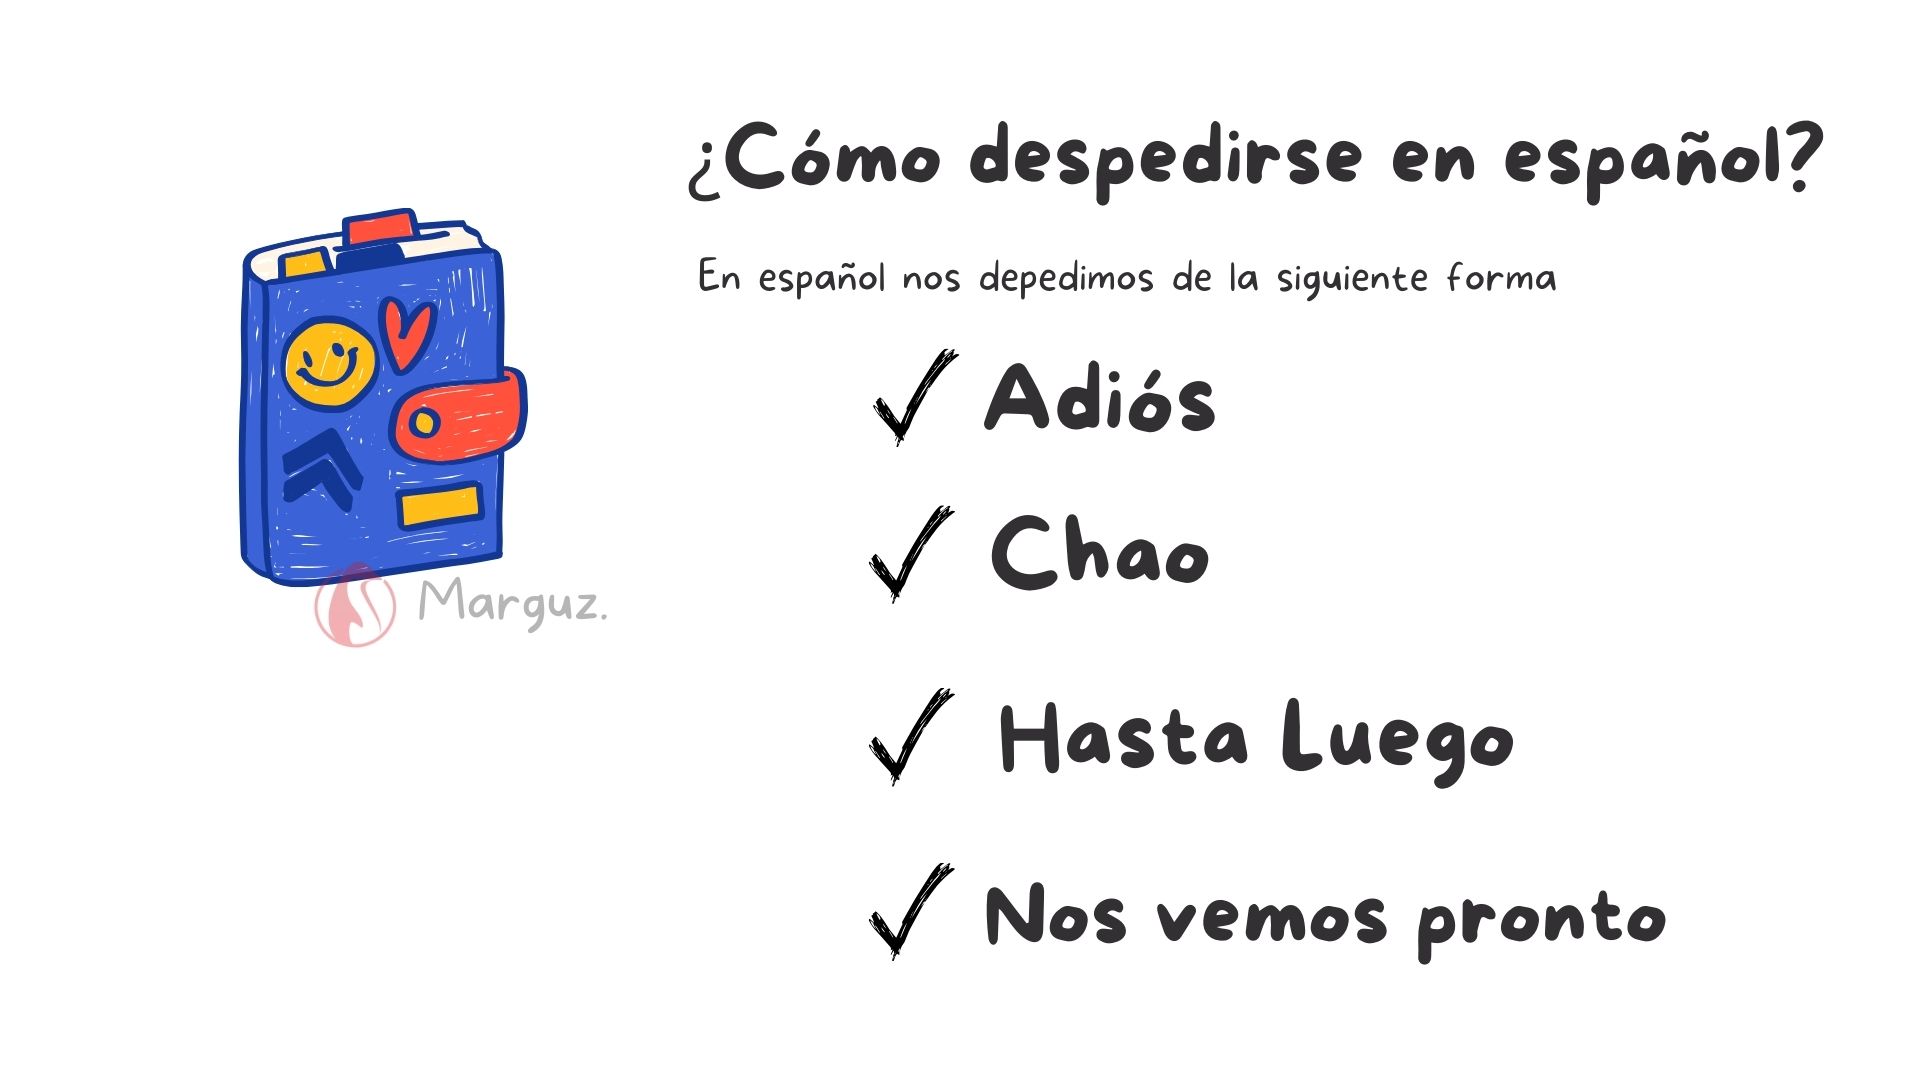 ¿Cómo despedirse en español?
En español nos depedimos de la siguiente forma
Adiós
Chao
Hasta Luego
Nos vemos pronto
Marguz.